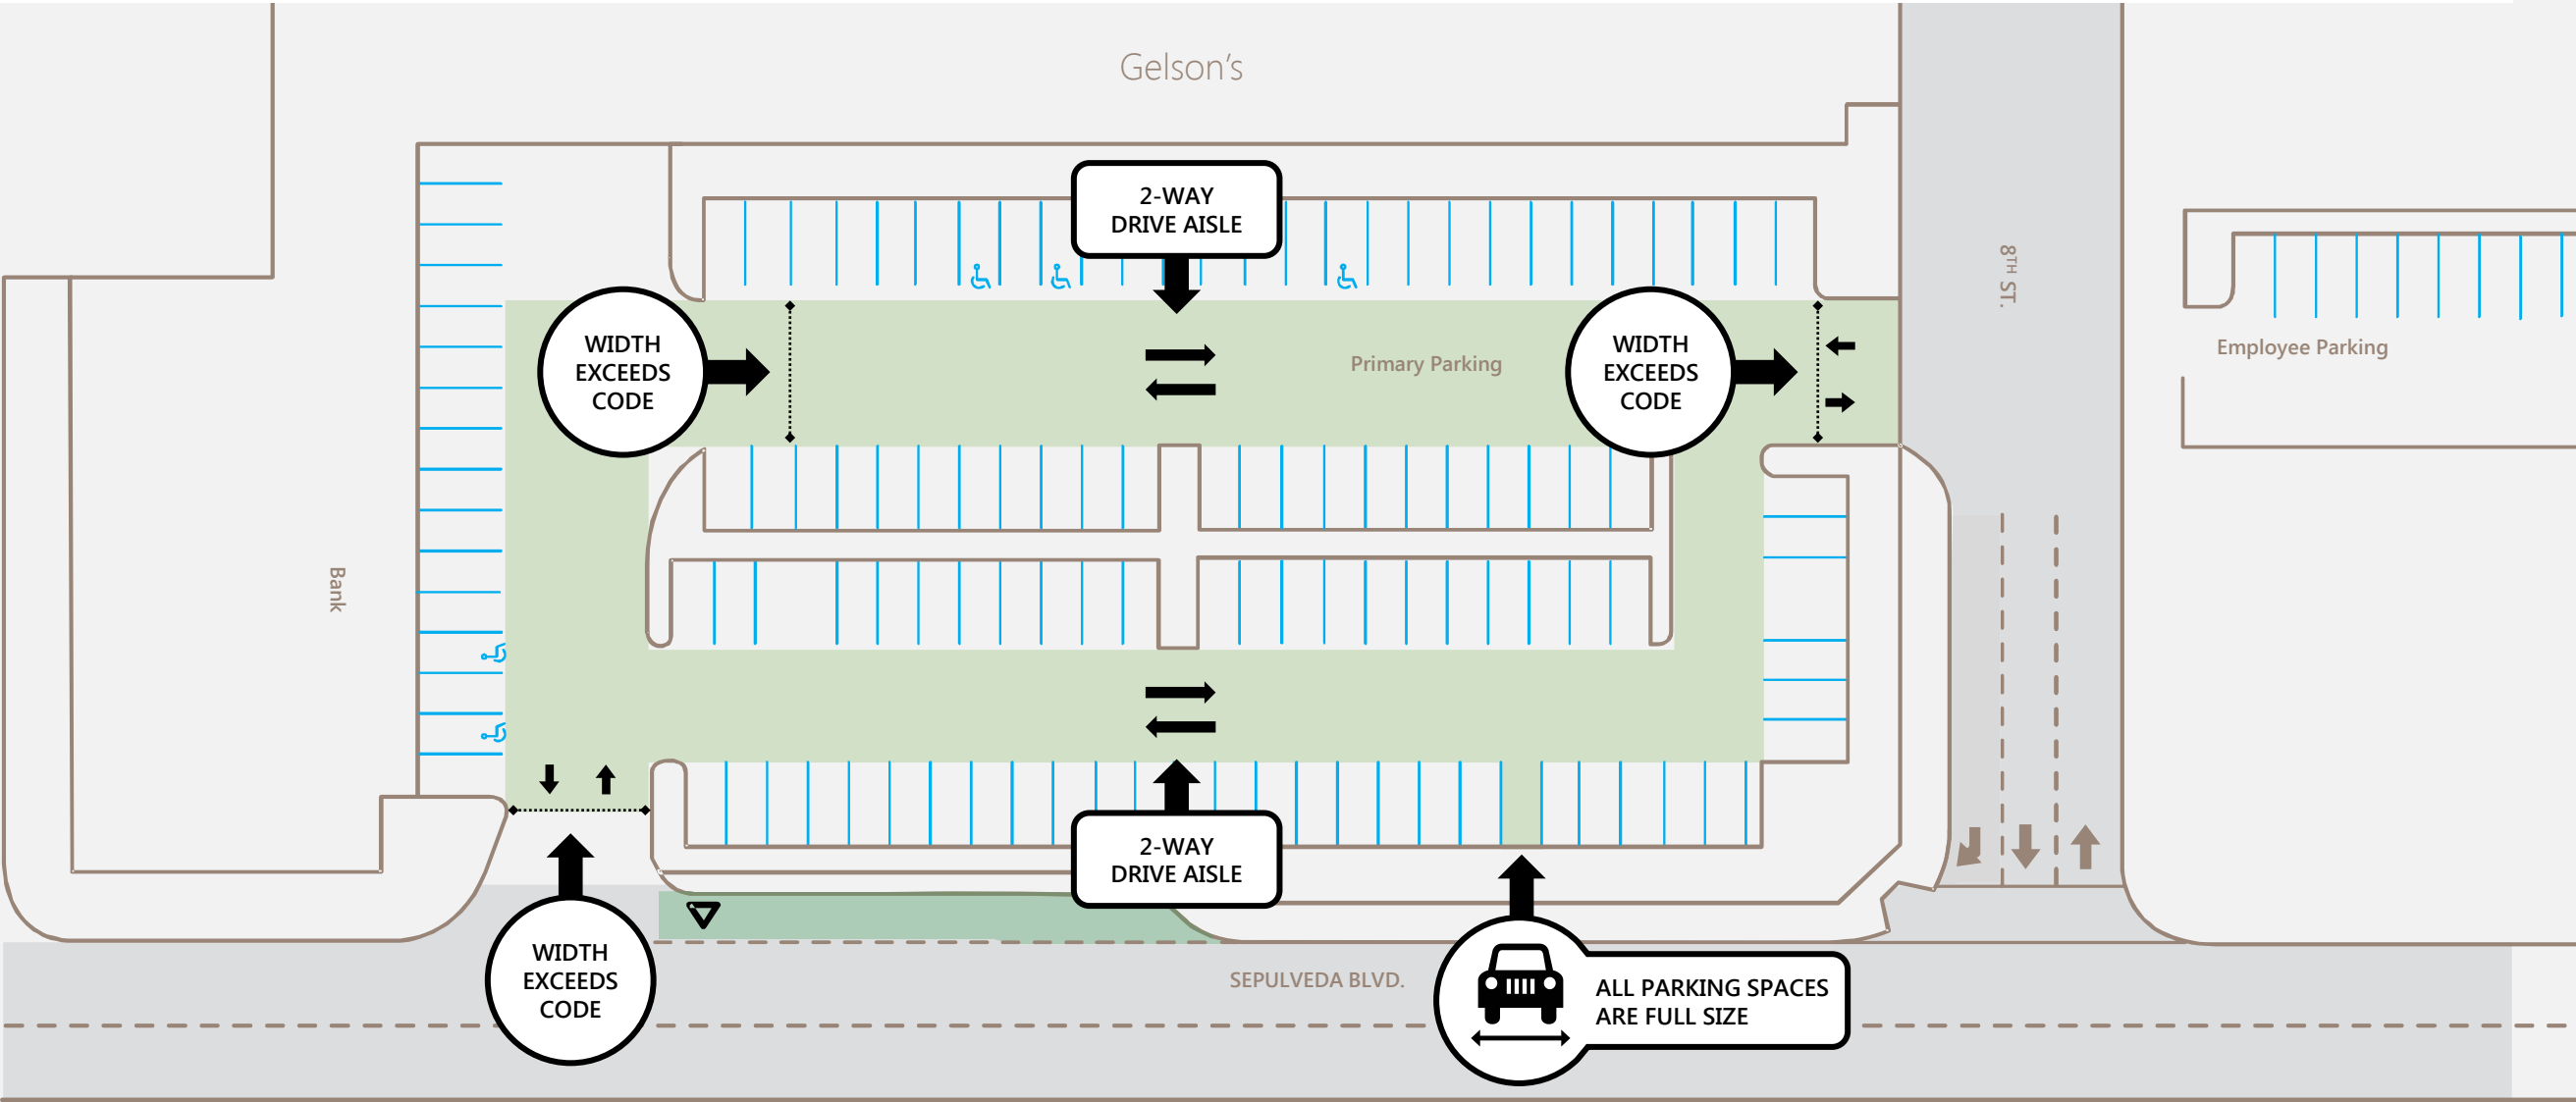 Gelson's
2-WAY
DRIVE AISLE
8TH ST.
WIDTH
EXCEEDS
CODE
Primary Parking
WIDTH
EXCEEDS
CODE
Employee Parking
Bank
2-WAY
DRIVE AISLE
WIDTH
EXCEEDS
CODE
SEPULVEDA BLVD.
ALL PARKING SPACES
ARE FULL SIZE